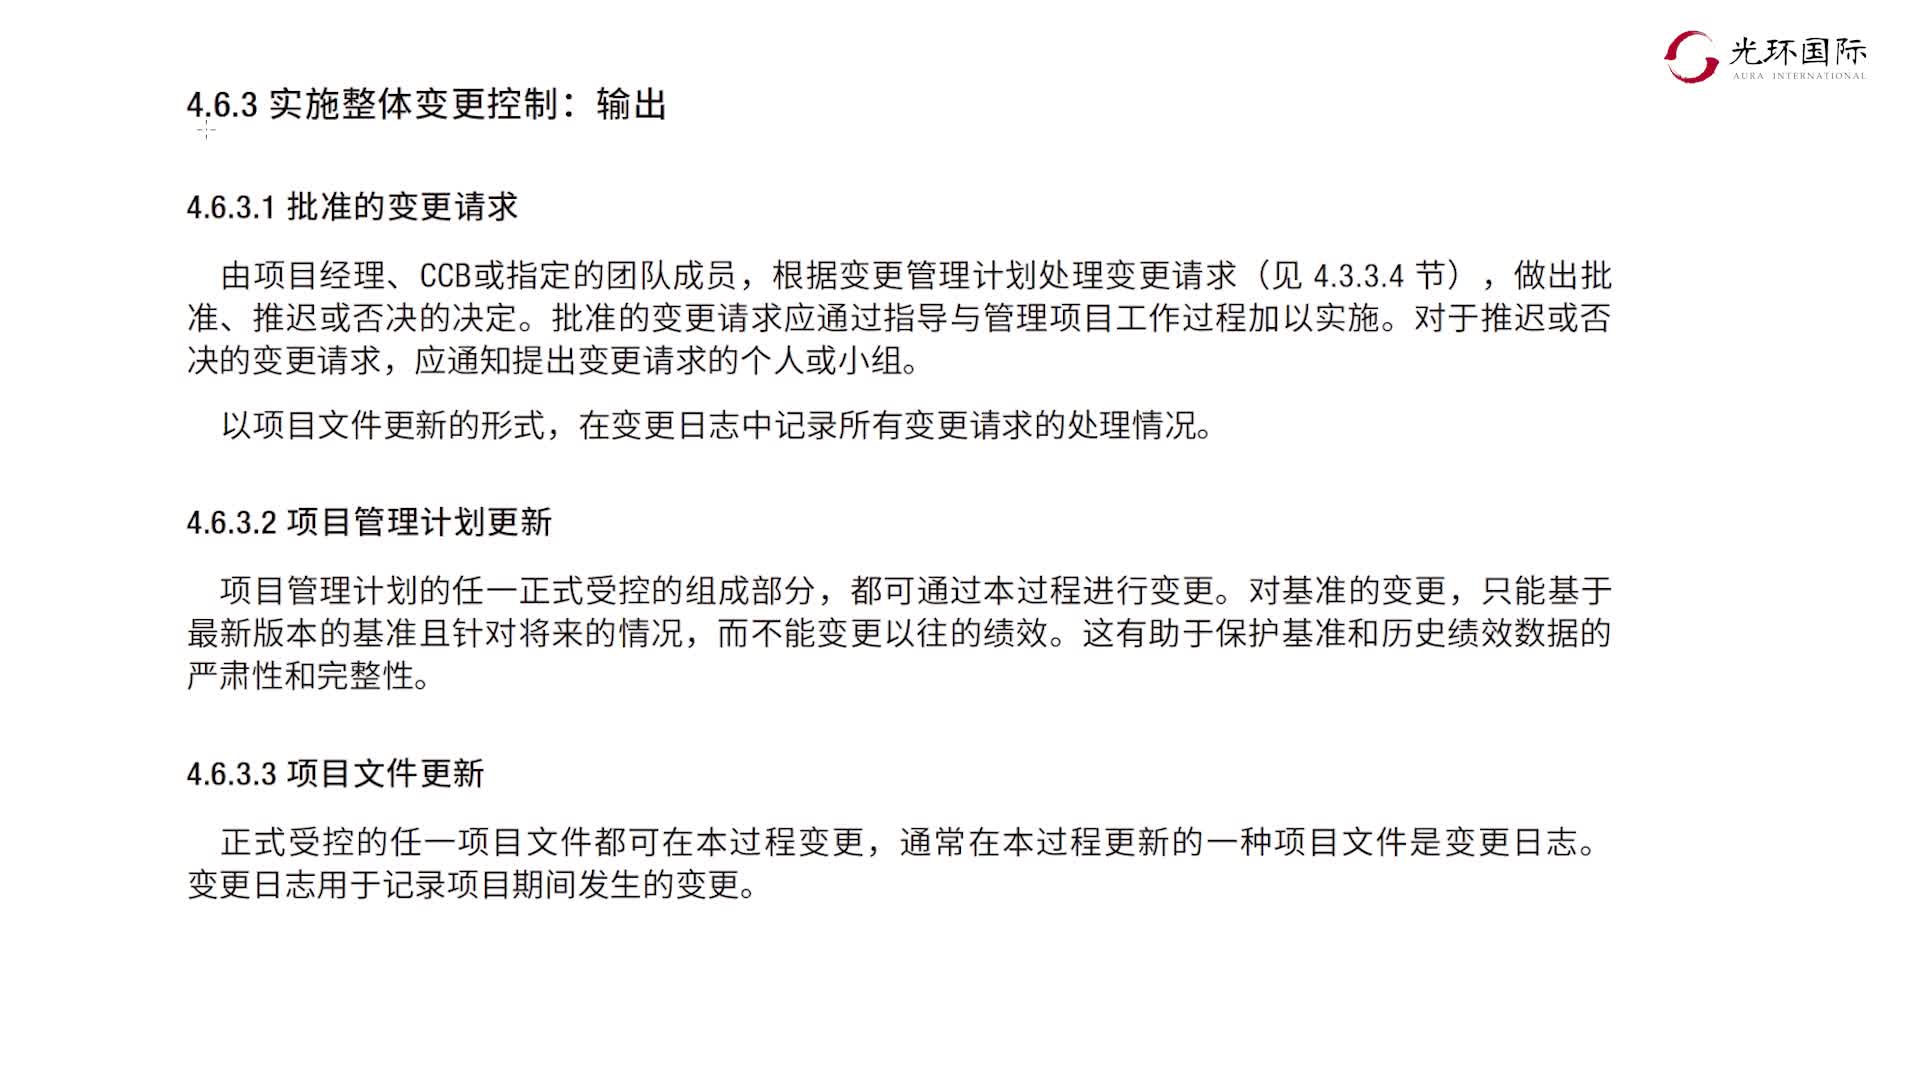 光环国际
AURA INTERNATIONAL
4.6.3 实施整体变更控制：输出
4.6.3.1 批准的变更请求
由项目经理、CCB或指定的团队成员，根据变更管理计划处理变更请求（见 4.3.3.4 节），做出批
准、推迟或否决的决定。批准的变更请求应通过指导与管理项目工作过程加以实施。对于推迟或否
决的变更请求，应通知提出变更请求的个人或小组。
以项目文件更新的形式，在变更日志中记录所有变更请求的处理情况。
4.6.3.2 项目管理计划更新
项目管理计划的任一正式受控的组成部分，都可通过本过程进行变更。对基准的变更，只能基于
最新版本的基准且针对将来的情况，而不能变更以往的绩效。这有助于保护基准和历史绩效数据的
严肃性和完整性。
4.6.3.3 项目文件更新
正式受控的任一项目文件都可在本过程变更，通常在本过程更新的一种项目文件是变更日志。
变更日志用于记录项目期间发生的变更。